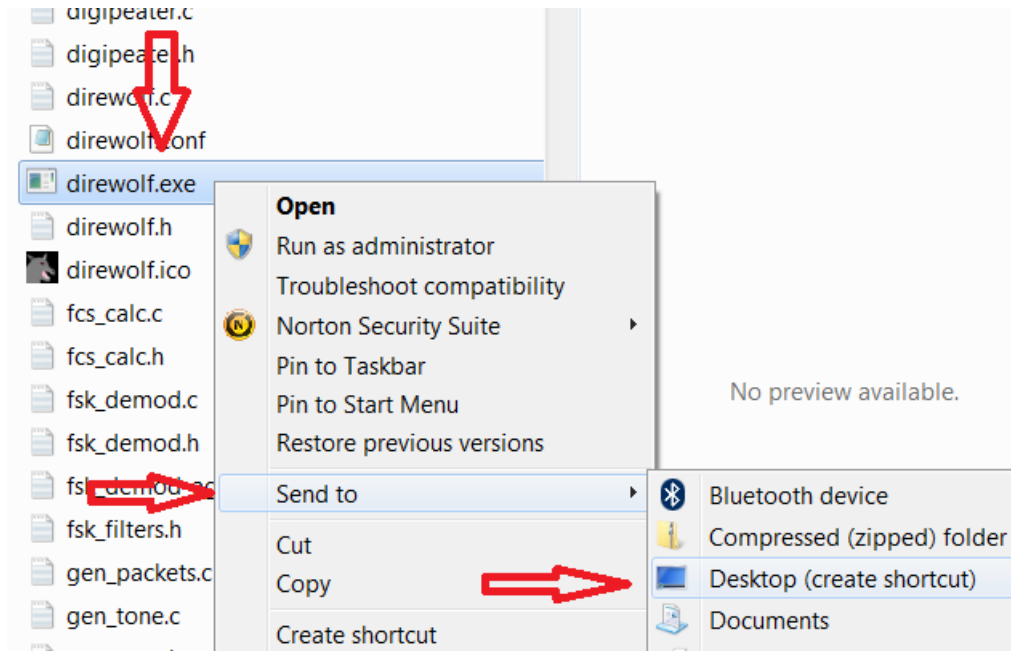 digipeater.c
digipeater.h
direwolf.c
direwolf.conf
direwolf.exe
direwolf.h
direwolf.ico
fcs_calc.c
fcs_calc.h
fsk_demod.c
fsk_demod.h
fsk_filters.h
gen_packets.c
gen_tone.c
Open
Run as administrator
Troubleshoot compatibility
Norton Security Suite
Pin to Taskbar
Pin to Start Menu
Restore previous versions
Send to
Cut
Copy
Create shortcut
Bluetooth device
Compressed (zipped) folder
Desktop (create shortcut)
Documents
No preview available.